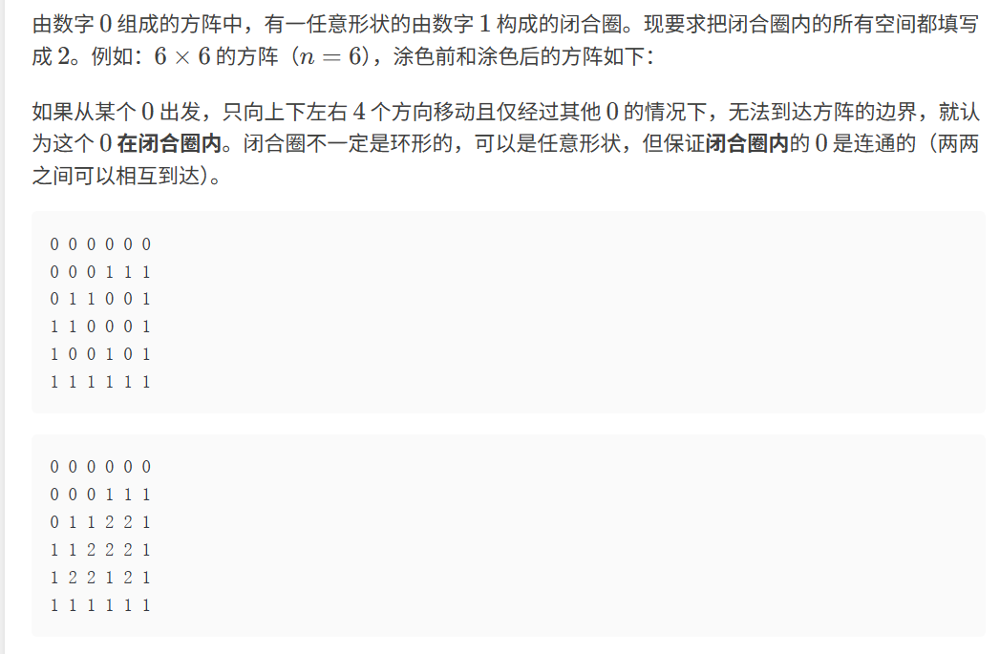 由数字 0 组成的方阵中，有一任意形状的由数字 1 构成的闭合圈。现要求把闭合圈内的所有空间都填写
成 2。例如：6 × 6 的方阵（n = 6），涂色前和涂色后的方阵如下：
如果从某个 0 出发，只向上下左右 4 个方向移动且仅经过其他 0 的情况下，无法到达方阵的边界，就认
为这个 0 在闭合圈内。闭合圈不一定是环形的，可以是任意形状，但保证闭合圈内的 0 是连通的（两两
之间可以相互到达）。
0 0 0 0 0 0
0 0 0 1 1 1
0 1 1 0 0 1
1 1 0 0 0 1
1 0 0 1 0 1
1 1 1 1 1 1
0 0 0 0 0 0
0 0 0 1 1 1
0 1 1 2 2 1
1 1 2 2 2 1
1 2 2 1 2 1
1 1 1 1 1 1